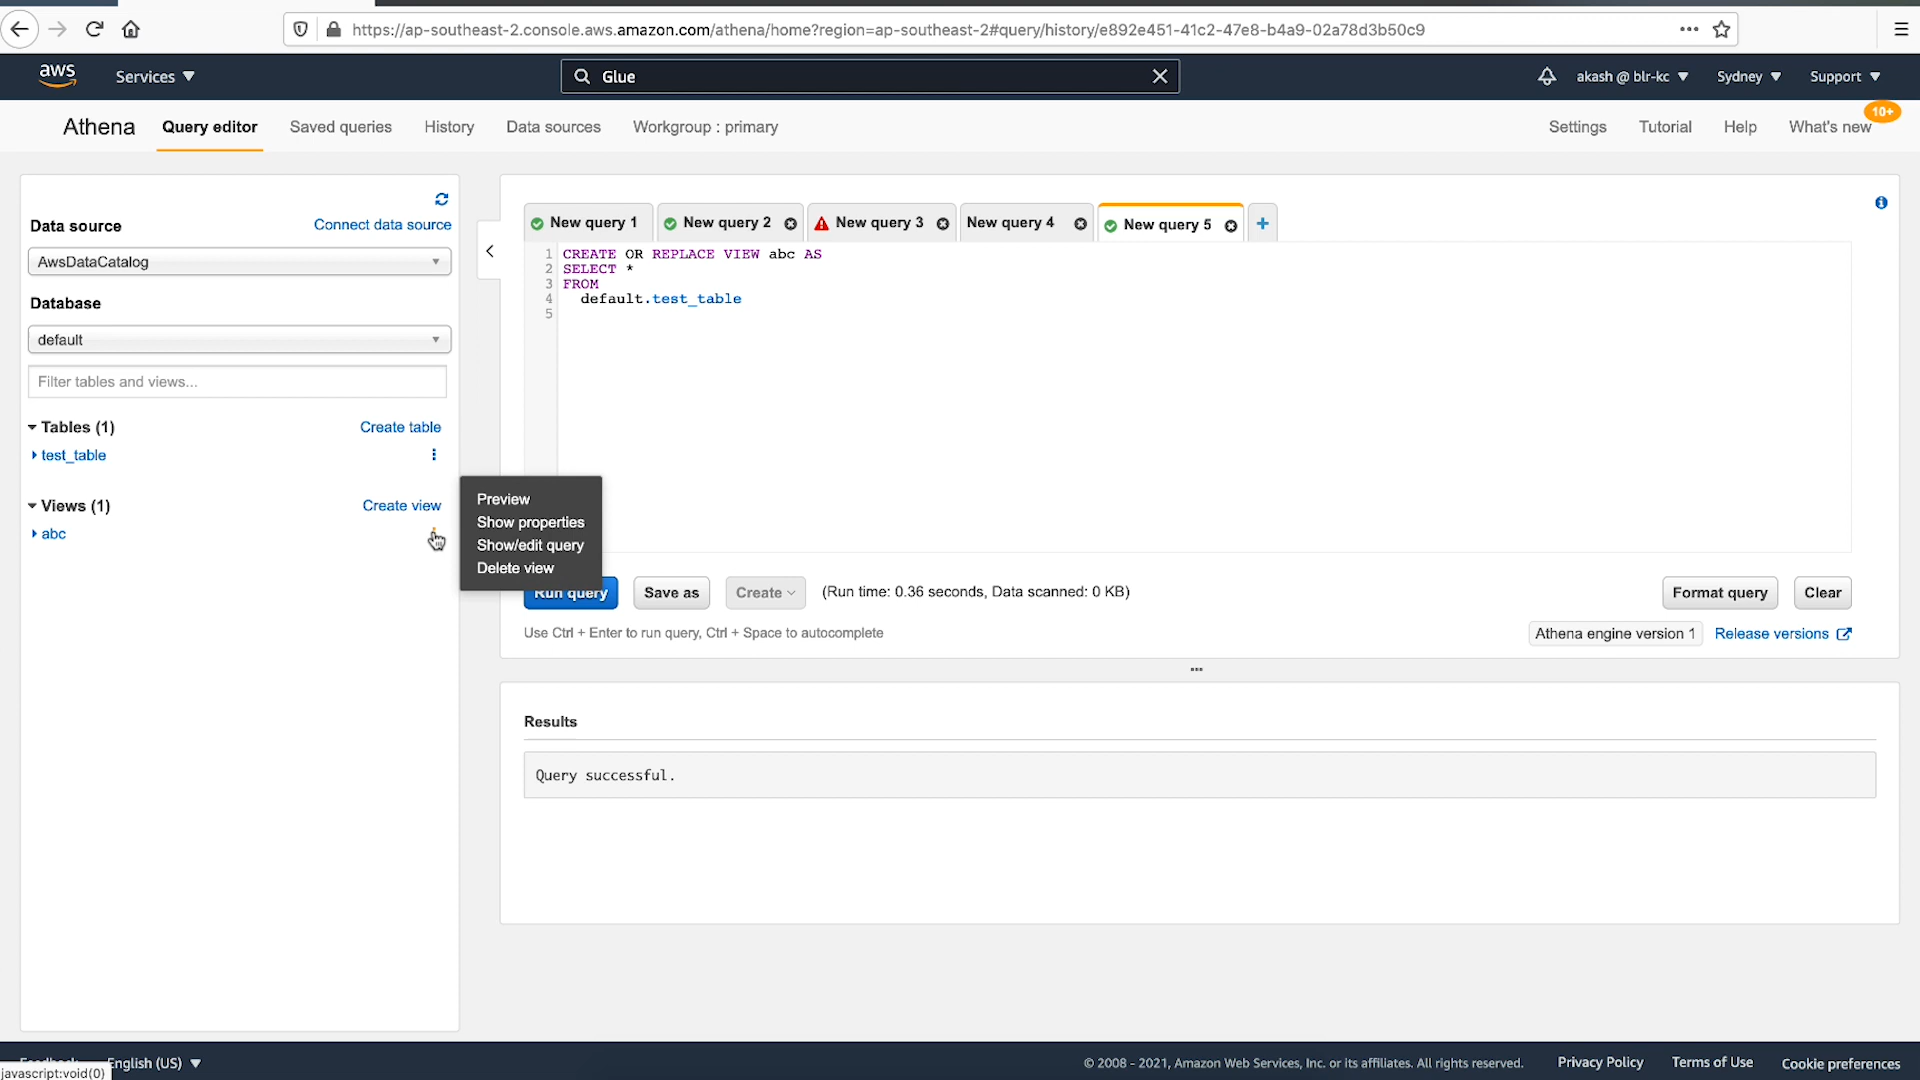 https://ap-southeast-2.console.aws.amazon.com/athena/home?region=ap-southeast-2#query/history/e892e451-41c2-47e8-b4a9-02a78d3b50c9
aws
Services
Glue
akash @ blr-kc
Sydney
Support
Athena
Query editor
Saved queries
History
Data sources
Workgroup : primary
Settings
Tutorial
Help
What's new
10+
Data source
Connect data source
AwsDataCatalog
Database
default
Filter tables and views...
Tables (1)
Create table
test_table
Views (1)
Create view
abc
Preview
Show properties
Show/edit query
Delete view
New query 1
New query 2
New query 3
New query 4
New query 5
1 CREATE OR REPLACE VIEW abc AS
2 SELECT *
3 FROM
4 default.test_table
5
Run query
Save as
Create
(Run time: 0.36 seconds, Data scanned: 0 KB)
Format query
Clear
Use Ctrl + Enter to run query, Ctrl + Space to autocomplete
Athena engine version 1
Release versions
Results
Query successful.
Feedback
English (US)
© 2008 - 2021, Amazon Web Services, Inc. or its affiliates. All rights reserved.
Privacy Policy
Terms of Use
Cookie preferences
javascript:void(0)